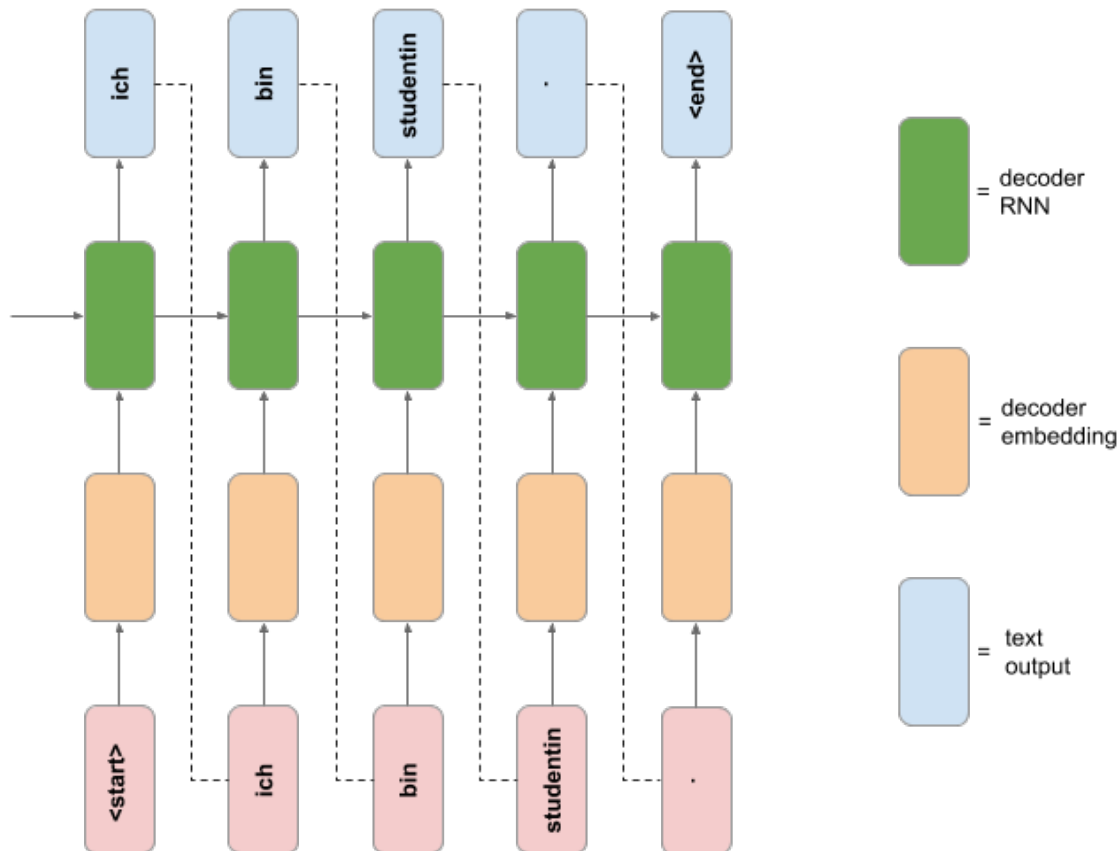 ich
bin
studentin
.
<end>
= decoder
RNN
= decoder
embedding
= text
output
<start>
ich
bin
studentin
.